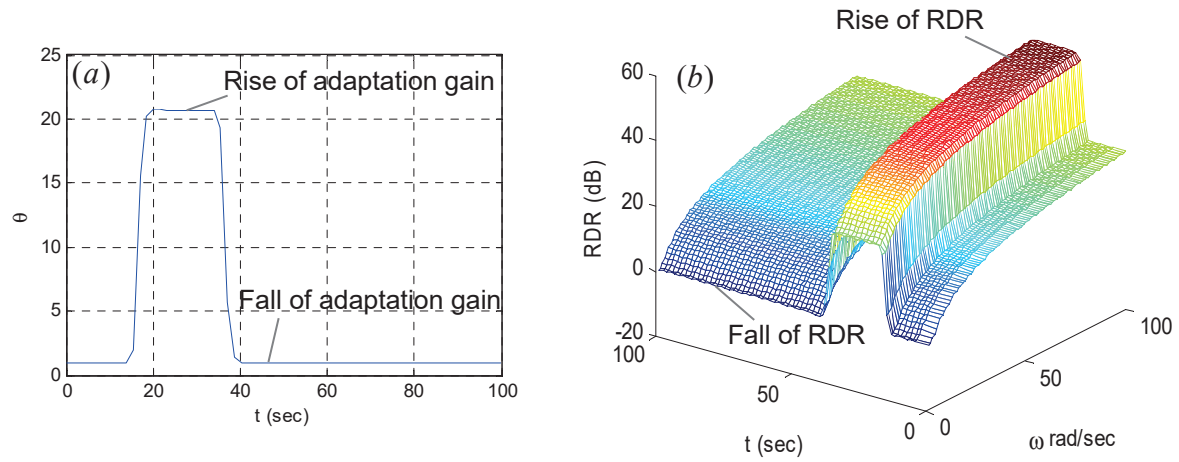 (a)
Rise of adaptation gain
Fall of adaptation gain
25
20
15
10
5
0
θ
0 20 40 60 80 100
t (sec)
Rise of RDR
(b)
60
40
20
0
-20
RDR (dB)
Fall of RDR
100
50
0
t (sec)
0
50
100
ω rad/sec